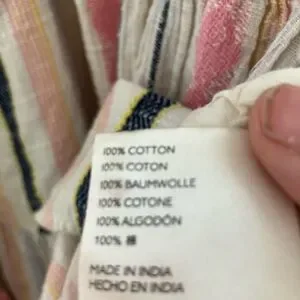 100% COTTON
100% COTON
100% BAUMWOLLE
100% COTONE
100% ALGODÓN
100% 棉
MADE IN INDIA
HECHO EN INDIA